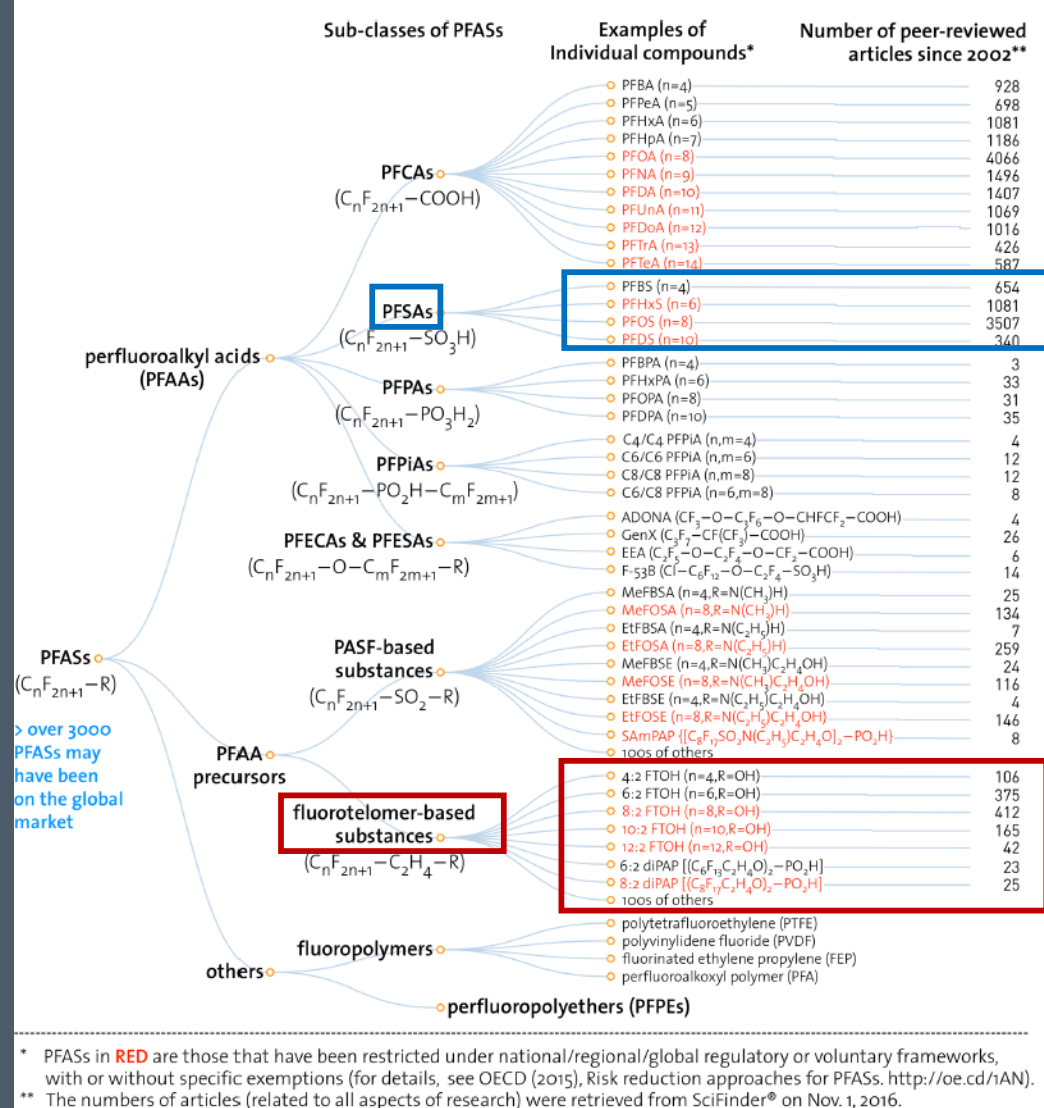 Sub-classes of PFASs
Examples of
Individual compounds*
Number of peer-reviewed
articles since 2002**
PFASs
(CnF2n+1–R)
> over 3000
PFASs may
have been
on the global
market
perfluoroalkyl acids
(PFAAs)
PFCAs
(CnF2n+1–COOH)
PFBA (n=4) 928
PFPeA (n=5) 698
PFHxA (n=6) 1081
PFHpA (n=7) 1186
PFOA (n=8) 4066
PFNA (n=9) 1496
PFDA (n=10) 1407
PFUnA (n=11) 1069
PFDoA (n=12) 1016
PFTrA (n=13) 426
PFTeA (n=14) 587
PFSAs
(CnF2n+1–SO3H)
PFBS (n=4) 654
PFHxS (n=6) 1081
PFOS (n=8) 3507
PFDS (n=10) 340
PFPAs
(CnF2n+1–PO3H2)
PFBPA (n=4) 3
PFHxPA (n=6) 33
PFOPA (n=8) 31
PFDPA (n=10) 35
PFPiAs
(CnF2n+1–PO2H–CmF2m+1)
C4/C4 PFPiA (n,m=4) 4
C6/C6 PFPiA (n,m=6) 12
C8/C8 PFPiA (n,m=8) 12
C6/C8 PFPiA (n=6,m=8) 8
PFECAs & PFESAs
(CnF2n+1–O–CmF2m+1–R)
ADONA (CF3–O–C3F6–O–CHFCF2–COOH) 4
GenX (C3F7–CF(CF3)–COOH) 26
EEA (C2F5–O–C2F4–O–CF2–COOH) 6
F-53B (Cl–C6F12–O–C2F4–SO3H) 14
PFAA
precursors
PASF-based
substances
(CnF2n+1–SO2–R)
MeFBSA (n=4,R=N(CH3)H) 25
MeFOSA (n=8,R=N(CH3)H) 134
EtFBSA (n=4,R=N(C2H5)H) 7
EtFOSA (n=8,R=N(C2H5)H) 259
MeFBSE (n=4,R=N(CH3)C2H4OH) 24
MeFOSE (n=8,R=N(CH3)C2H4OH) 116
EtFBSE (n=4,R=N(C2H5)C2H4OH) 4
EtFOSE (n=8,R=N(C2H5)C2H4OH) 146
SAmPAP {[C8F17SO2N(C2H5)C2H4O]2–PO2H} 8
100s of others
fluorotelomer-based
substances
(CnF2n+1–C2H4–R)
4:2 FTOH (n=4,R=OH) 106
6:2 FTOH (n=6,R=OH) 375
8:2 FTOH (n=8,R=OH) 412
10:2 FTOH (n=10,R=OH) 165
12:2 FTOH (n=12,R=OH) 42
6:2 diPAP [(C6F13C2H4O)2–PO2H] 23
8:2 diPAP [(C8F17C2H4O)2–PO2H] 25
100s of others
others
fluoropolymers
polytetrafluoroethylene (PTFE)
polyvinylidene fluoride (PVDF)
fluorinated ethylene propylene (FEP)
perfluoroalkoxyl polymer (PFA)
perfluoropolyethers (PFPEs)
* PFASs in RED are those that have been restricted under national/regional/global regulatory or voluntary frameworks,
with or without specific exemptions (for details, see OECD (2015), Risk reduction approaches for PFASs. http://oe.cd/1AN).
** The numbers of articles (related to all aspects of research) were retrieved from SciFinder® on Nov. 1, 2016.